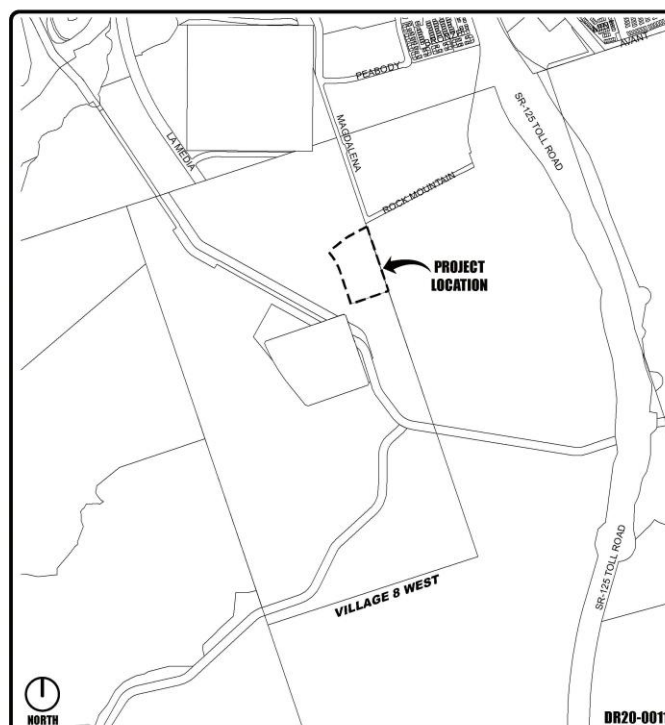 PEABODY
AVANT
LA MEDIA
MAGDALENA
SR-125 TOLL ROAD
ROCK MOUNTAIN
PROJECT
LOCATION
SR-125 TOLL ROAD
VILLAGE 8 WEST
NORTH